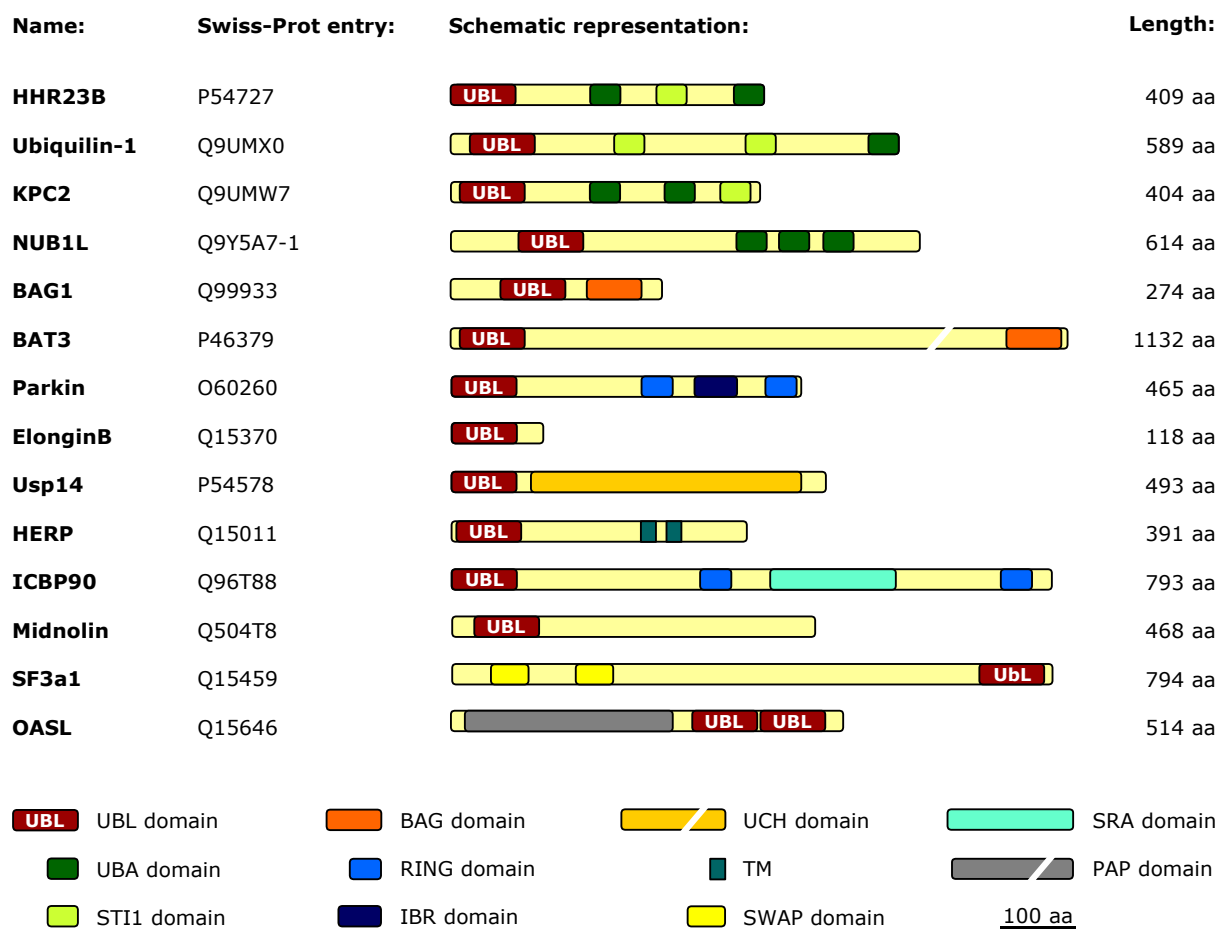 Name: Swiss-Prot entry: Schematic representation: Length:
HHR23B P54727 UBL 409 aa
Ubiquilin-1 Q9UMX0 UBL 589 aa
KPC2 Q9UMW7 UBL 404 aa
NUB1L Q9Y5A7-1 UBL 614 aa
BAG1 Q99933 UBL 274 aa
BAT3 P46379 UBL 1132 aa
Parkin O60260 UBL 465 aa
ElonginB Q15370 UBL 118 aa
Usp14 P54578 UBL 493 aa
HERP Q15011 UBL 391 aa
ICBP90 Q96T88 UBL 793 aa
Midnolin Q504T8 UBL 468 aa
SF3a1 Q15459 UbL 794 aa
OASL Q15646 UBL UBL 514 aa
UBL UBL domain BAG domain UCH domain SRA domain
UBA domain RING domain TM PAP domain
STI1 domain IBR domain SWAP domain 100 aa